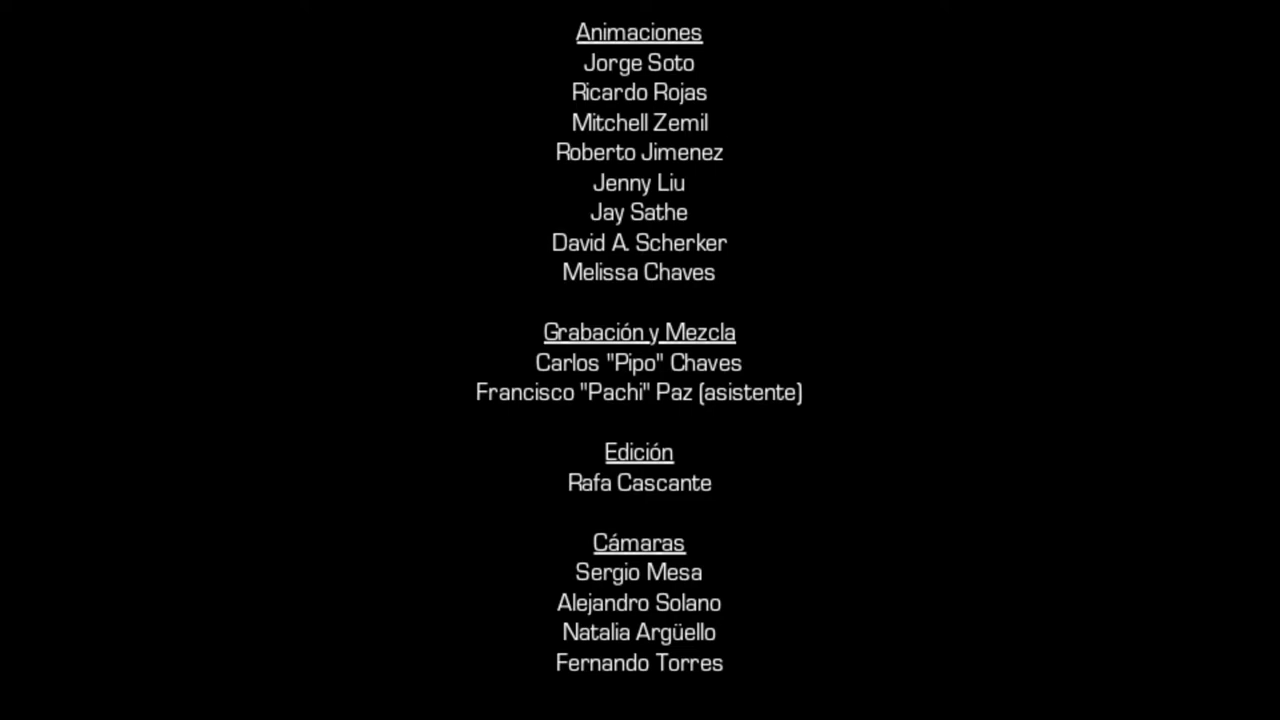 Animaciones
Jorge Soto
Ricardo Rojas
Mitchell Zemil
Roberto Jimenez
Jenny Liu
Jay Sathe
David A. Scherker
Melissa Chaves
Grabación y Mezcla
Carlos "Pipo" Chaves
Francisco "Pachi" Paz (asistente)
Edición
Rafa Cascante
Cámaras
Sergio Mesa
Alejandro Solano
Natalia Argüello
Fernando Torres